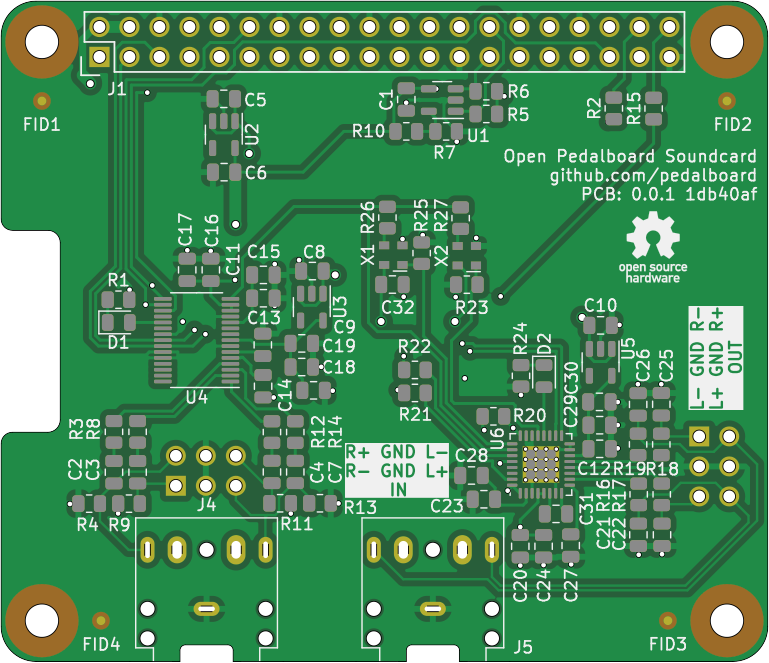 J1
C5
U2
C6
C1
R6
R5
U1
R10
R7
R2
R15
FID1
FID2
Open Pedalboard Soundcard
github.com/pedalboard
PCB: 0.0.1 1db40af
open source
hardware
C17
C16
C11
C15
C13
C8
U3
C9
C19
C18
C14
R26
R25
R27
X1
X2
C32
R23
R1
D1
U4
R22
R21
R24
D2
C10
U5
C30
C29
C26
C25
L- GND R-
L+ GND R+
OUT
R3
R8
C2
C3
R4
R9
J4
R12
R14
C4
C7
R11
R13
R+ GND L-
R- GND L+
IN
R20
U6
C28
C23
C12
R19
R18
C31
C21
R16
C22
R17
C20
C24
C27
FID4
J5
FID3